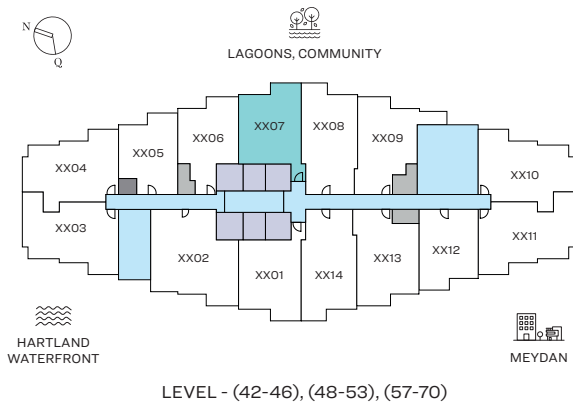 N
Q
LAGOONS, COMMUNITY
XX07
XX08
XX06
XX09
XX05
XX04
XX10
XX03
XX11
XX02
XX12
XX13
XX01
XX14
HARTLAND
WATERFRONT
MEYDAN
LEVEL - (42-46), (48-53), (57-70)